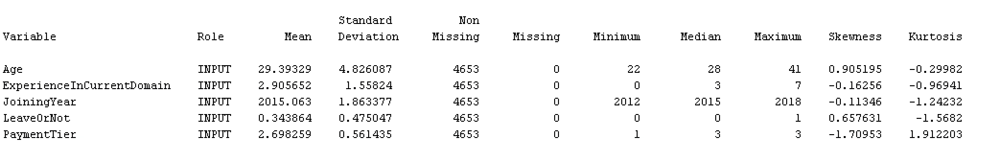 Standard Non
Variable Role Mean Deviation Missing Missing Minimum Median Maximum Skewness Kurtosis
Age INPUT 29.39329 4.826087 4653 0 22 28 41 0.905195 -0.29982
ExperienceInCurrentDomain INPUT 2.905652 1.55824 4653 0 0 3 7 -0.16256 -0.96941
JoiningYear INPUT 2015.063 1.863377 4653 0 2012 2015 2018 -0.11346 -1.24232
LeaveOrNot INPUT 0.343864 0.475047 4653 0 0 0 1 0.657631 -1.5682
PaymentTier INPUT 2.698259 0.561435 4653 0 1 3 3 -1.70953 1.912203